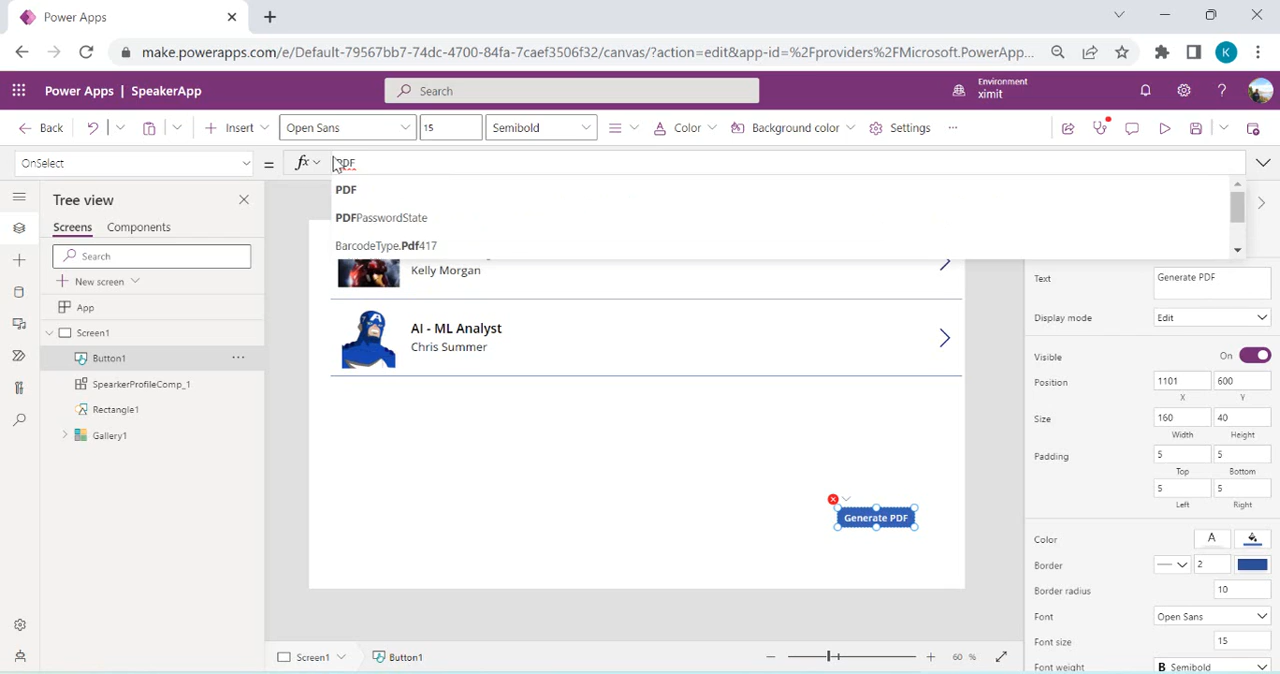 Power Apps
make.powerapps.com/e/Default-79567bb7-74dc-4700-84fa-7caef3506f32/canvas/?action=edit&app-id=%2Fproviders%2FMicrosoft.PowerApp...
K
Power Apps | SpeakerApp
Search
Environment
ximit
Back
Insert
Open Sans
15
Semibold
Color
Background color
Settings
OnSelect
=
fx
PDF
PDF
PDFPasswordState
BarcodeType.Pdf417
Tree view
Screens
Components
Search
New screen
App
Screen1
Button1
SpearkerProfileComp_1
Rectangle1
Gallery1
Kelly Morgan
AI - ML Analyst
Chris Summer
Generate PDF
Text
Generate PDF
Display mode
Edit
Visible
On
Position
1101
600
X
Y
Size
160
40
Width
Height
Padding
5
5
Top
Bottom
5
5
Left
Right
Color
A
Border
2
Border radius
10
Font
Open Sans
Font size
15
Font weight
B Semibold
Screen1
Button1
60 %